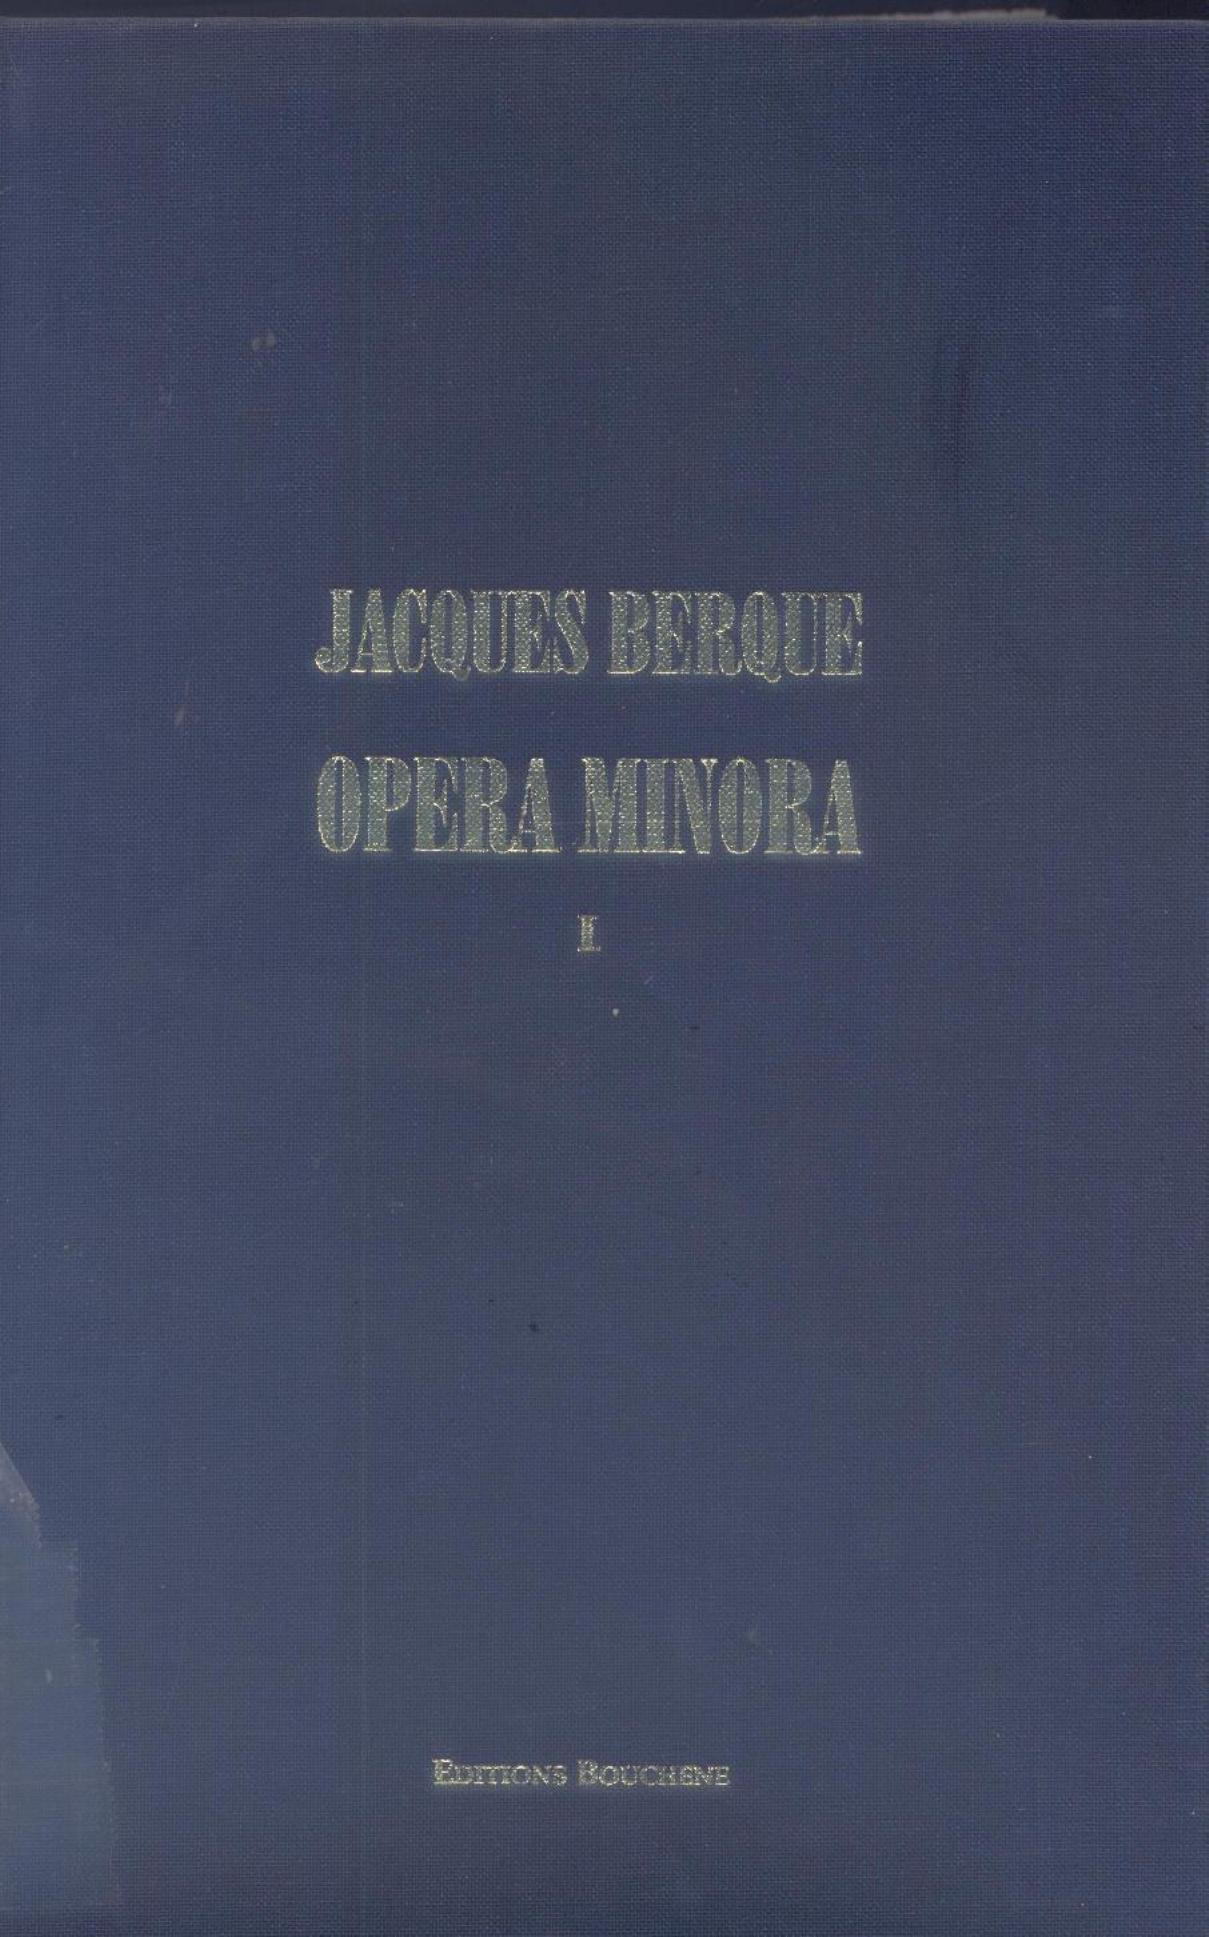 JACQUES BERQUE
OPERA MINORA
I
EDITIONS BOUCHENE